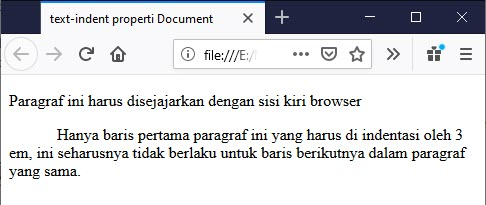 text-indent properti Document
file:///E:/
Paragraf ini harus disejajarkan dengan sisi kiri browser
Hanya baris pertama paragraf ini yang harus di indentasi oleh 3
em, ini seharusnya tidak berlaku untuk baris berikutnya dalam paragraf
yang sama.